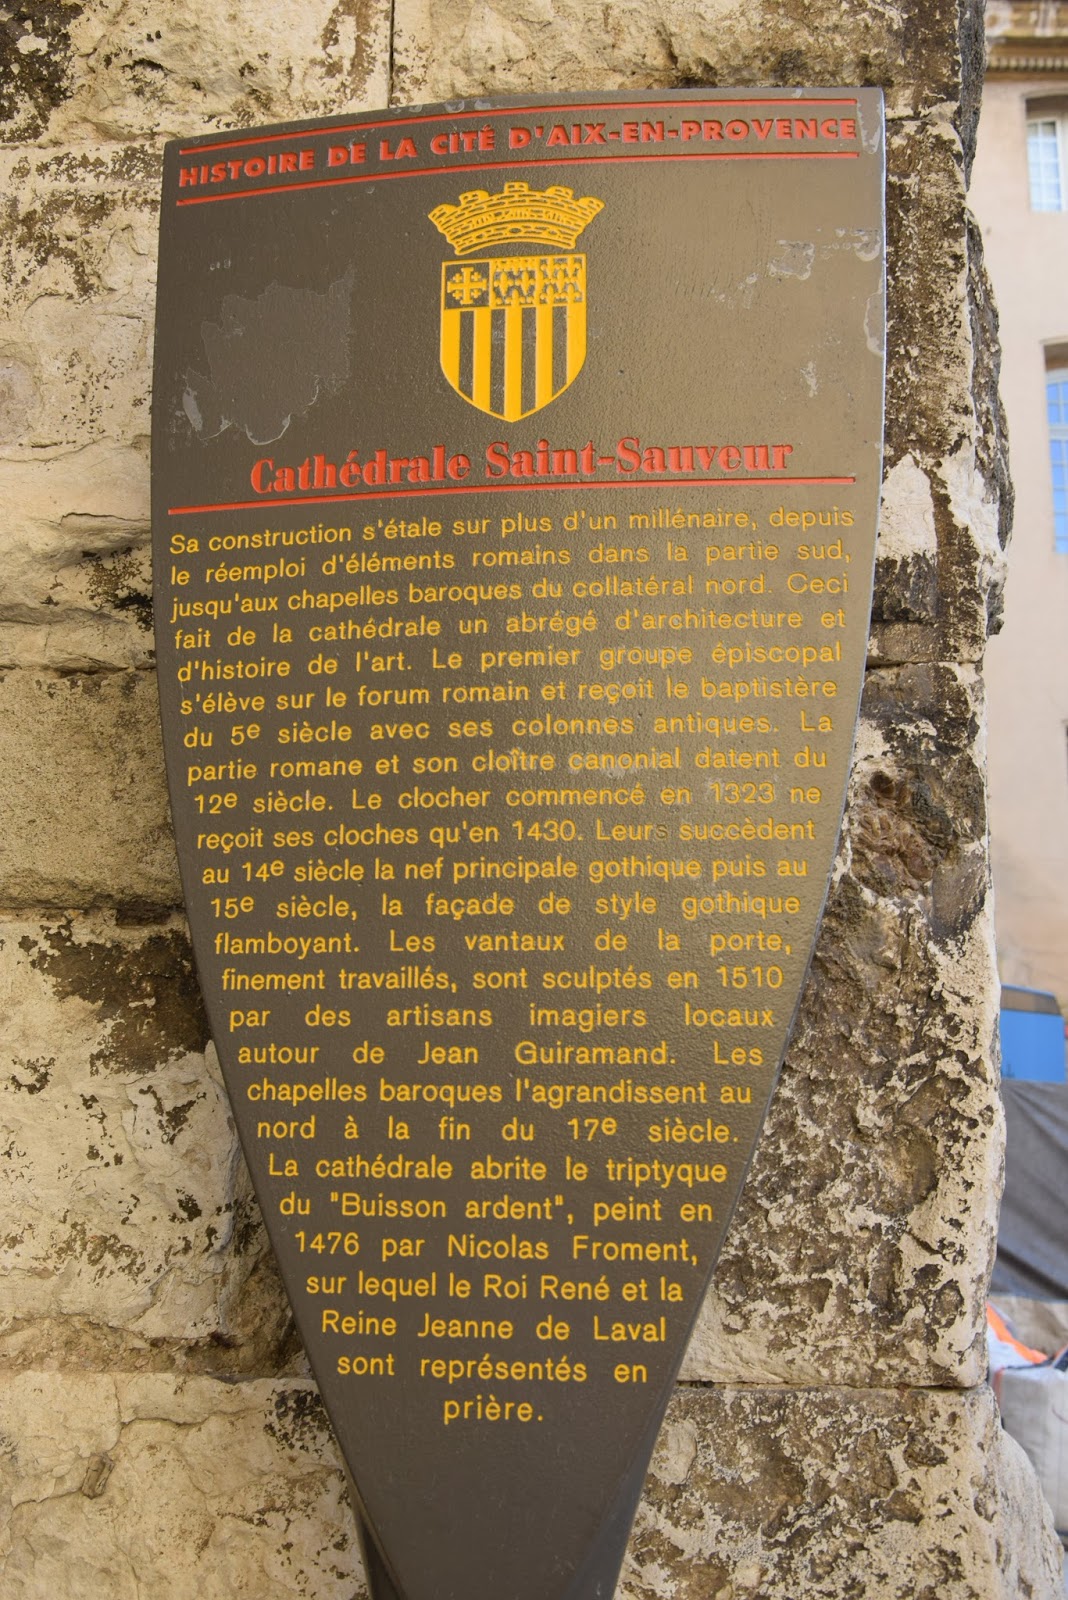 HISTOIRE DE LA CITÉ D'AIX-EN-PROVENCE
Cathédrale Saint-Sauveur
Sa construction s'étale sur plus d'un millénaire, depuis
le réemploi d'éléments romains dans la partie sud,
jusqu'aux chapelles baroques du collatéral nord. Ceci
fait de la cathédrale un abrégé d'architecture et
d'histoire de l'art. Le premier groupe épiscopal
s'élève sur le forum romain et reçoit le baptistère
du 5e siècle avec ses colonnes antiques. La
partie romane et son cloître canonial datent du
12e siècle. Le clocher commencé en 1323 ne
reçoit ses cloches qu'en 1430. Leurs succèdent
au 14e siècle la nef principale gothique puis au
15e siècle, la façade de style gothique
flamboyant. Les vantaux de la porte,
finement travaillés, sont sculptés en 1510
par des artisans imagiers locaux
autour de Jean Guiramand. Les
chapelles baroques l'agrandissent au
nord à la fin du 17e siècle.
La cathédrale abrite le triptyque
du "Buisson ardent", peint en
1476 par Nicolas Froment,
sur lequel le Roi René et la
Reine Jeanne de Laval
sont représentés en
prière.